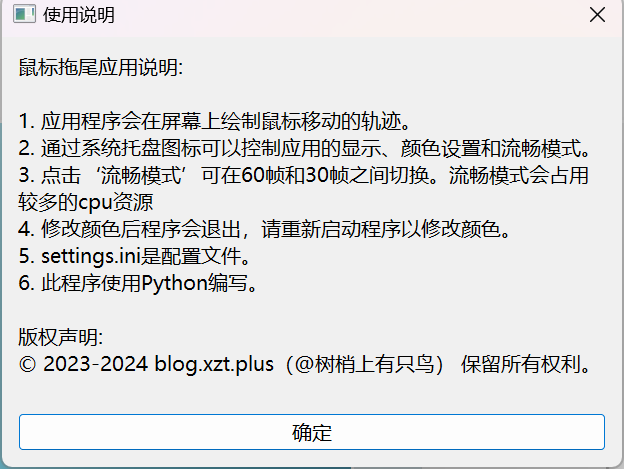 使用说明
鼠标拖尾应用说明:
1. 应用程序会在屏幕上绘制鼠标移动的轨迹。
2. 通过系统托盘图标可以控制应用的显示、颜色设置和流畅模式。
3. 点击‘流畅模式’可在60帧和30帧之间切换。流畅模式会占用
较多的cpu资源
4. 修改颜色后程序会退出，请重新启动程序以修改颜色。
5. settings.ini是配置文件。
6. 此程序使用Python编写。
版权声明:
© 2023-2024 blog.xzt.plus（@树梢上有只鸟） 保留所有权利。
确定